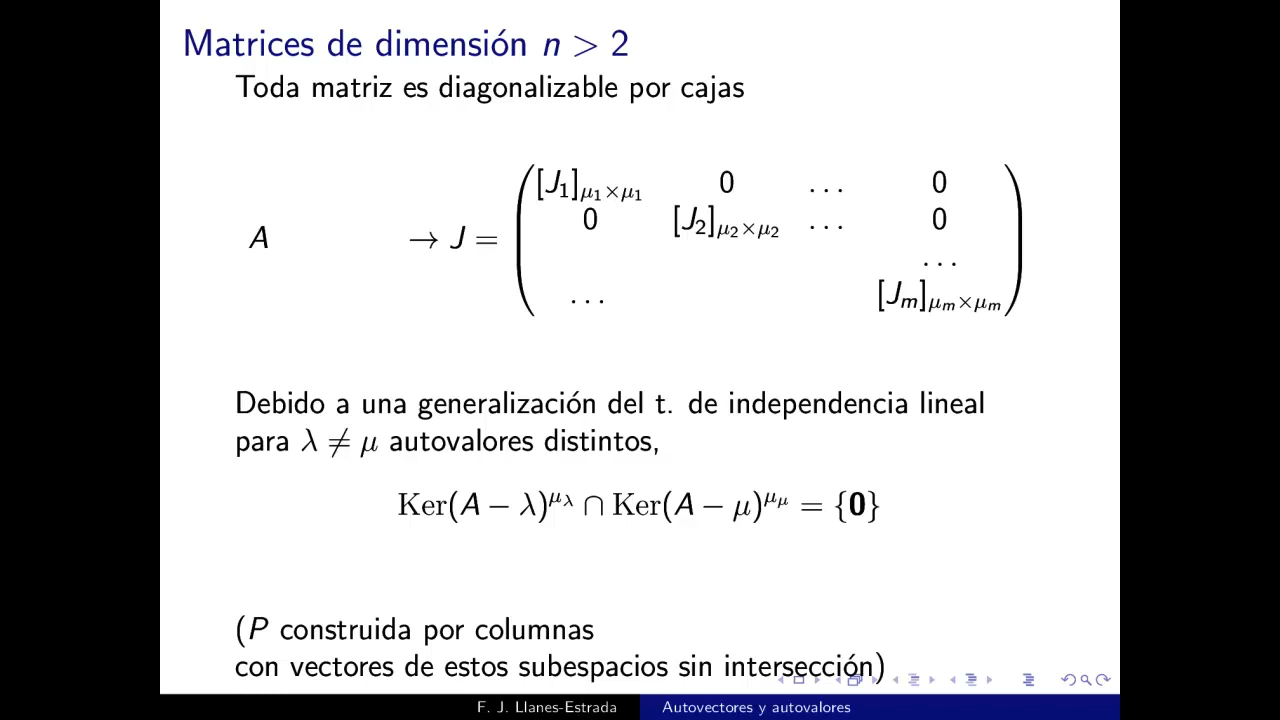 Matrices de dimensión n > 2
Toda matriz es diagonalizable por cajas
[J₁]μ₁×μ₁ 0 ... 0
0 [J₂]μ₂×μ₂ ... 0
A → J =
...
... [Jₘ]μₘ×μₘ
Debido a una generalización del t. de independencia lineal
para λ ≠ μ autovalores distintos,
Ker(A − λ)^μ_λ ∩ Ker(A − μ)^μ_μ = {0}
(P construida por columnas
con vectores de estos subespacios sin intersección)
F. J. Llanes-Estrada Autovectores y autovalores